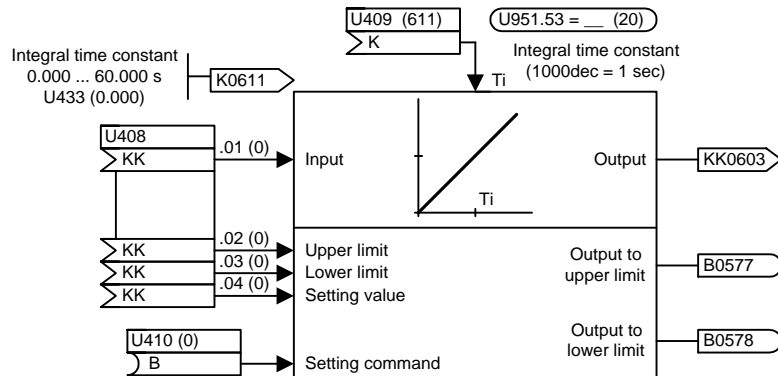 U409 (611)
K
U951.53 = __ (20)
Integral time constant
0.000 ... 60.000 s
U433 (0.000)
K0611
Integral time constant
(1000dec = 1 sec)
Ti
U408
KK
.01 (0)
Input
Ti
Output
KK0603
KK
.02 (0)
Upper limit
KK
.03 (0)
Lower limit
KK
.04 (0)
Setting value
Output to
upper limit
B0577
U410 (0)
B
Setting command
Output to
lower limit
B0578